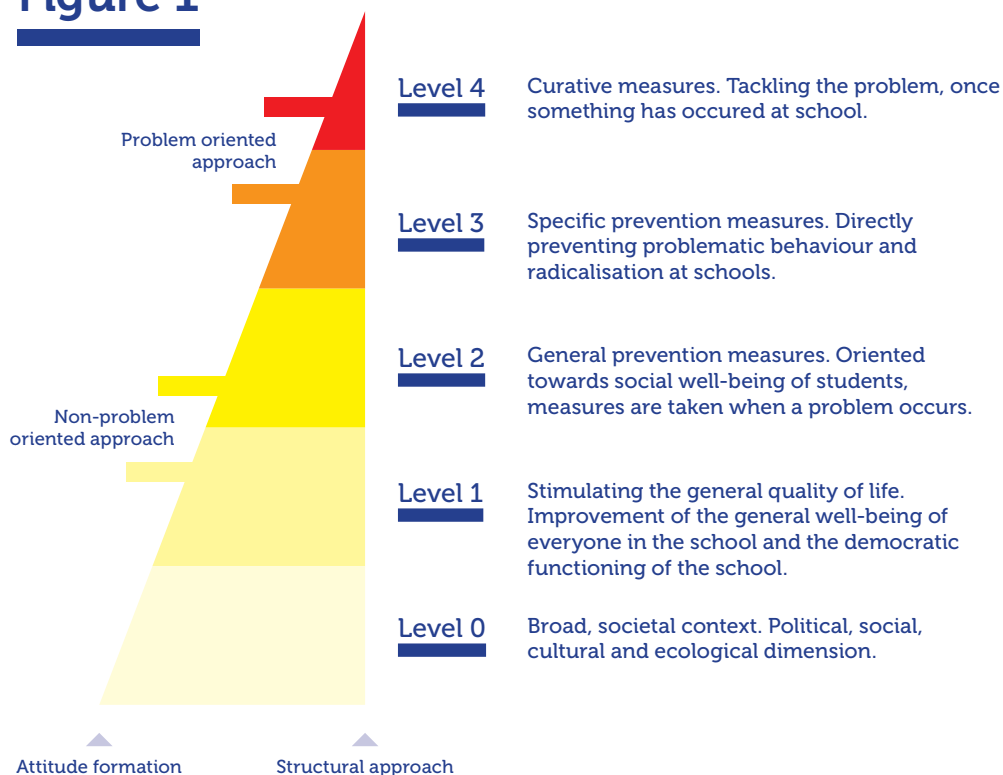 Figure 1
Level 4
Curative measures. Tackling the problem, once
something has occured at school.
Problem oriented
approach
Level 3
Specific prevention measures. Directly
preventing problematic behaviour and
radicalisation at schools.
Level 2
General prevention measures. Oriented
towards social well-being of students,
measures are taken when a problem occurs.
Non-problem
oriented approach
Level 1
Stimulating the general quality of life.
Improvement of the general well-being of
everyone in the school and the democratic
functioning of the school.
Level 0
Broad, societal context. Political, social,
cultural and ecological dimension.
Attitude formation
Structural approach